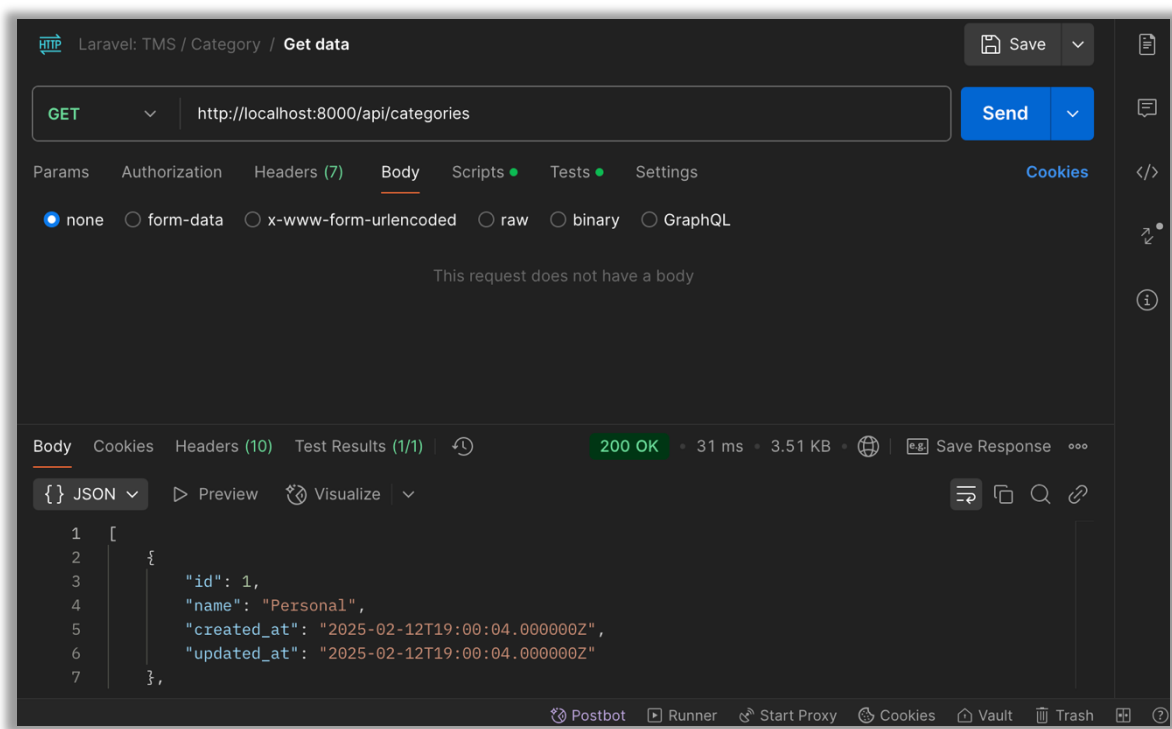 HTTP Laravel: TMS / Category / Get data Save
GET http://localhost:8000/api/categories Send
Params Authorization Headers (7) Body Scripts Tests Settings Cookies
none form-data x-www-form-urlencoded raw binary GraphQL
This request does not have a body
Body Cookies Headers (10) Test Results (1/1) 200 OK • 31 ms • 3.51 KB • e.g. Save Response
{} JSON Preview Visualize
1 [
2 {
3 "id": 1,
4 "name": "Personal",
5 "created_at": "2025-02-12T19:00:04.000000Z",
6 "updated_at": "2025-02-12T19:00:04.000000Z"
7 },
Postbot Runner Start Proxy Cookies Vault Trash